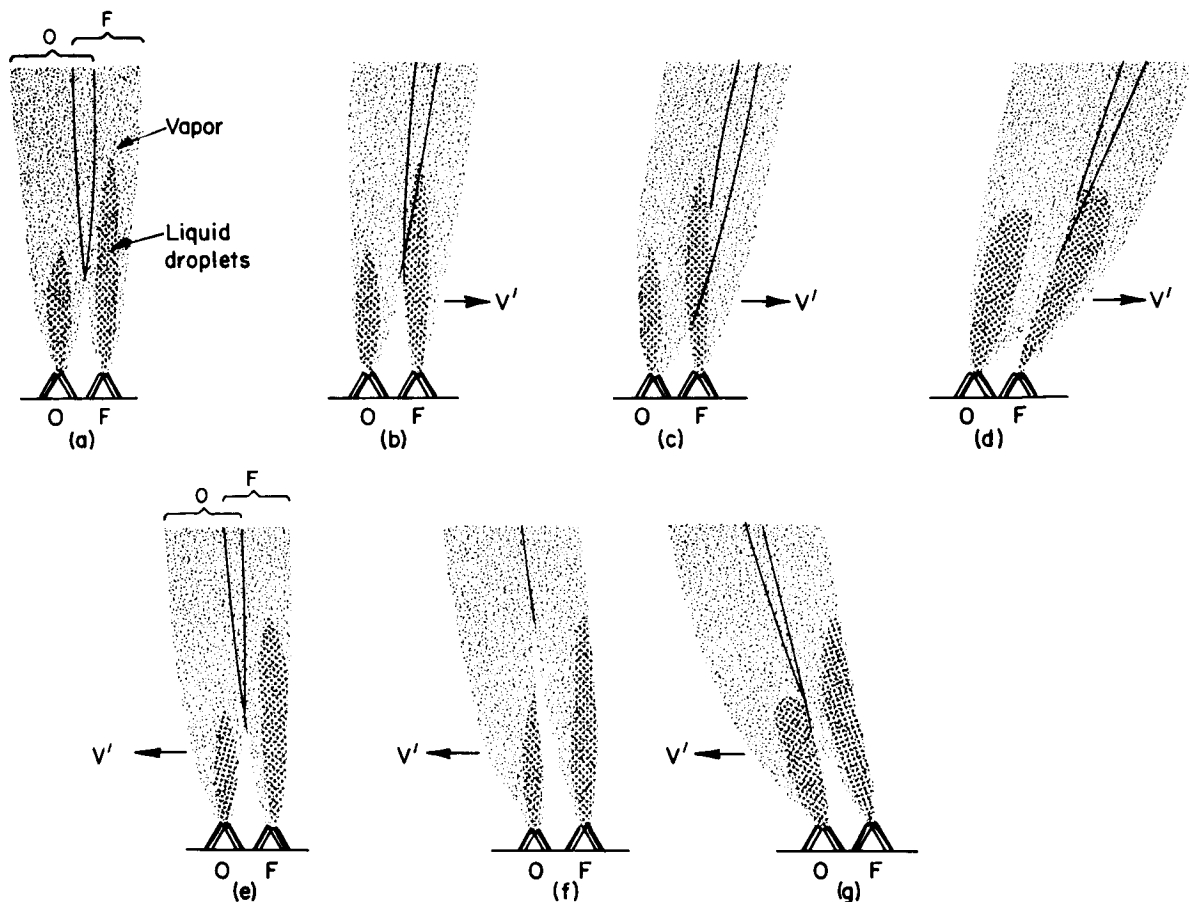 O F
Vapor
Liquid
droplets
V'
V'
V'
O F
O F
O F
O F
(a)
(b)
(c)
(d)
O F
V'
V'
V'
O F
O F
O F
(e)
(f)
(g)